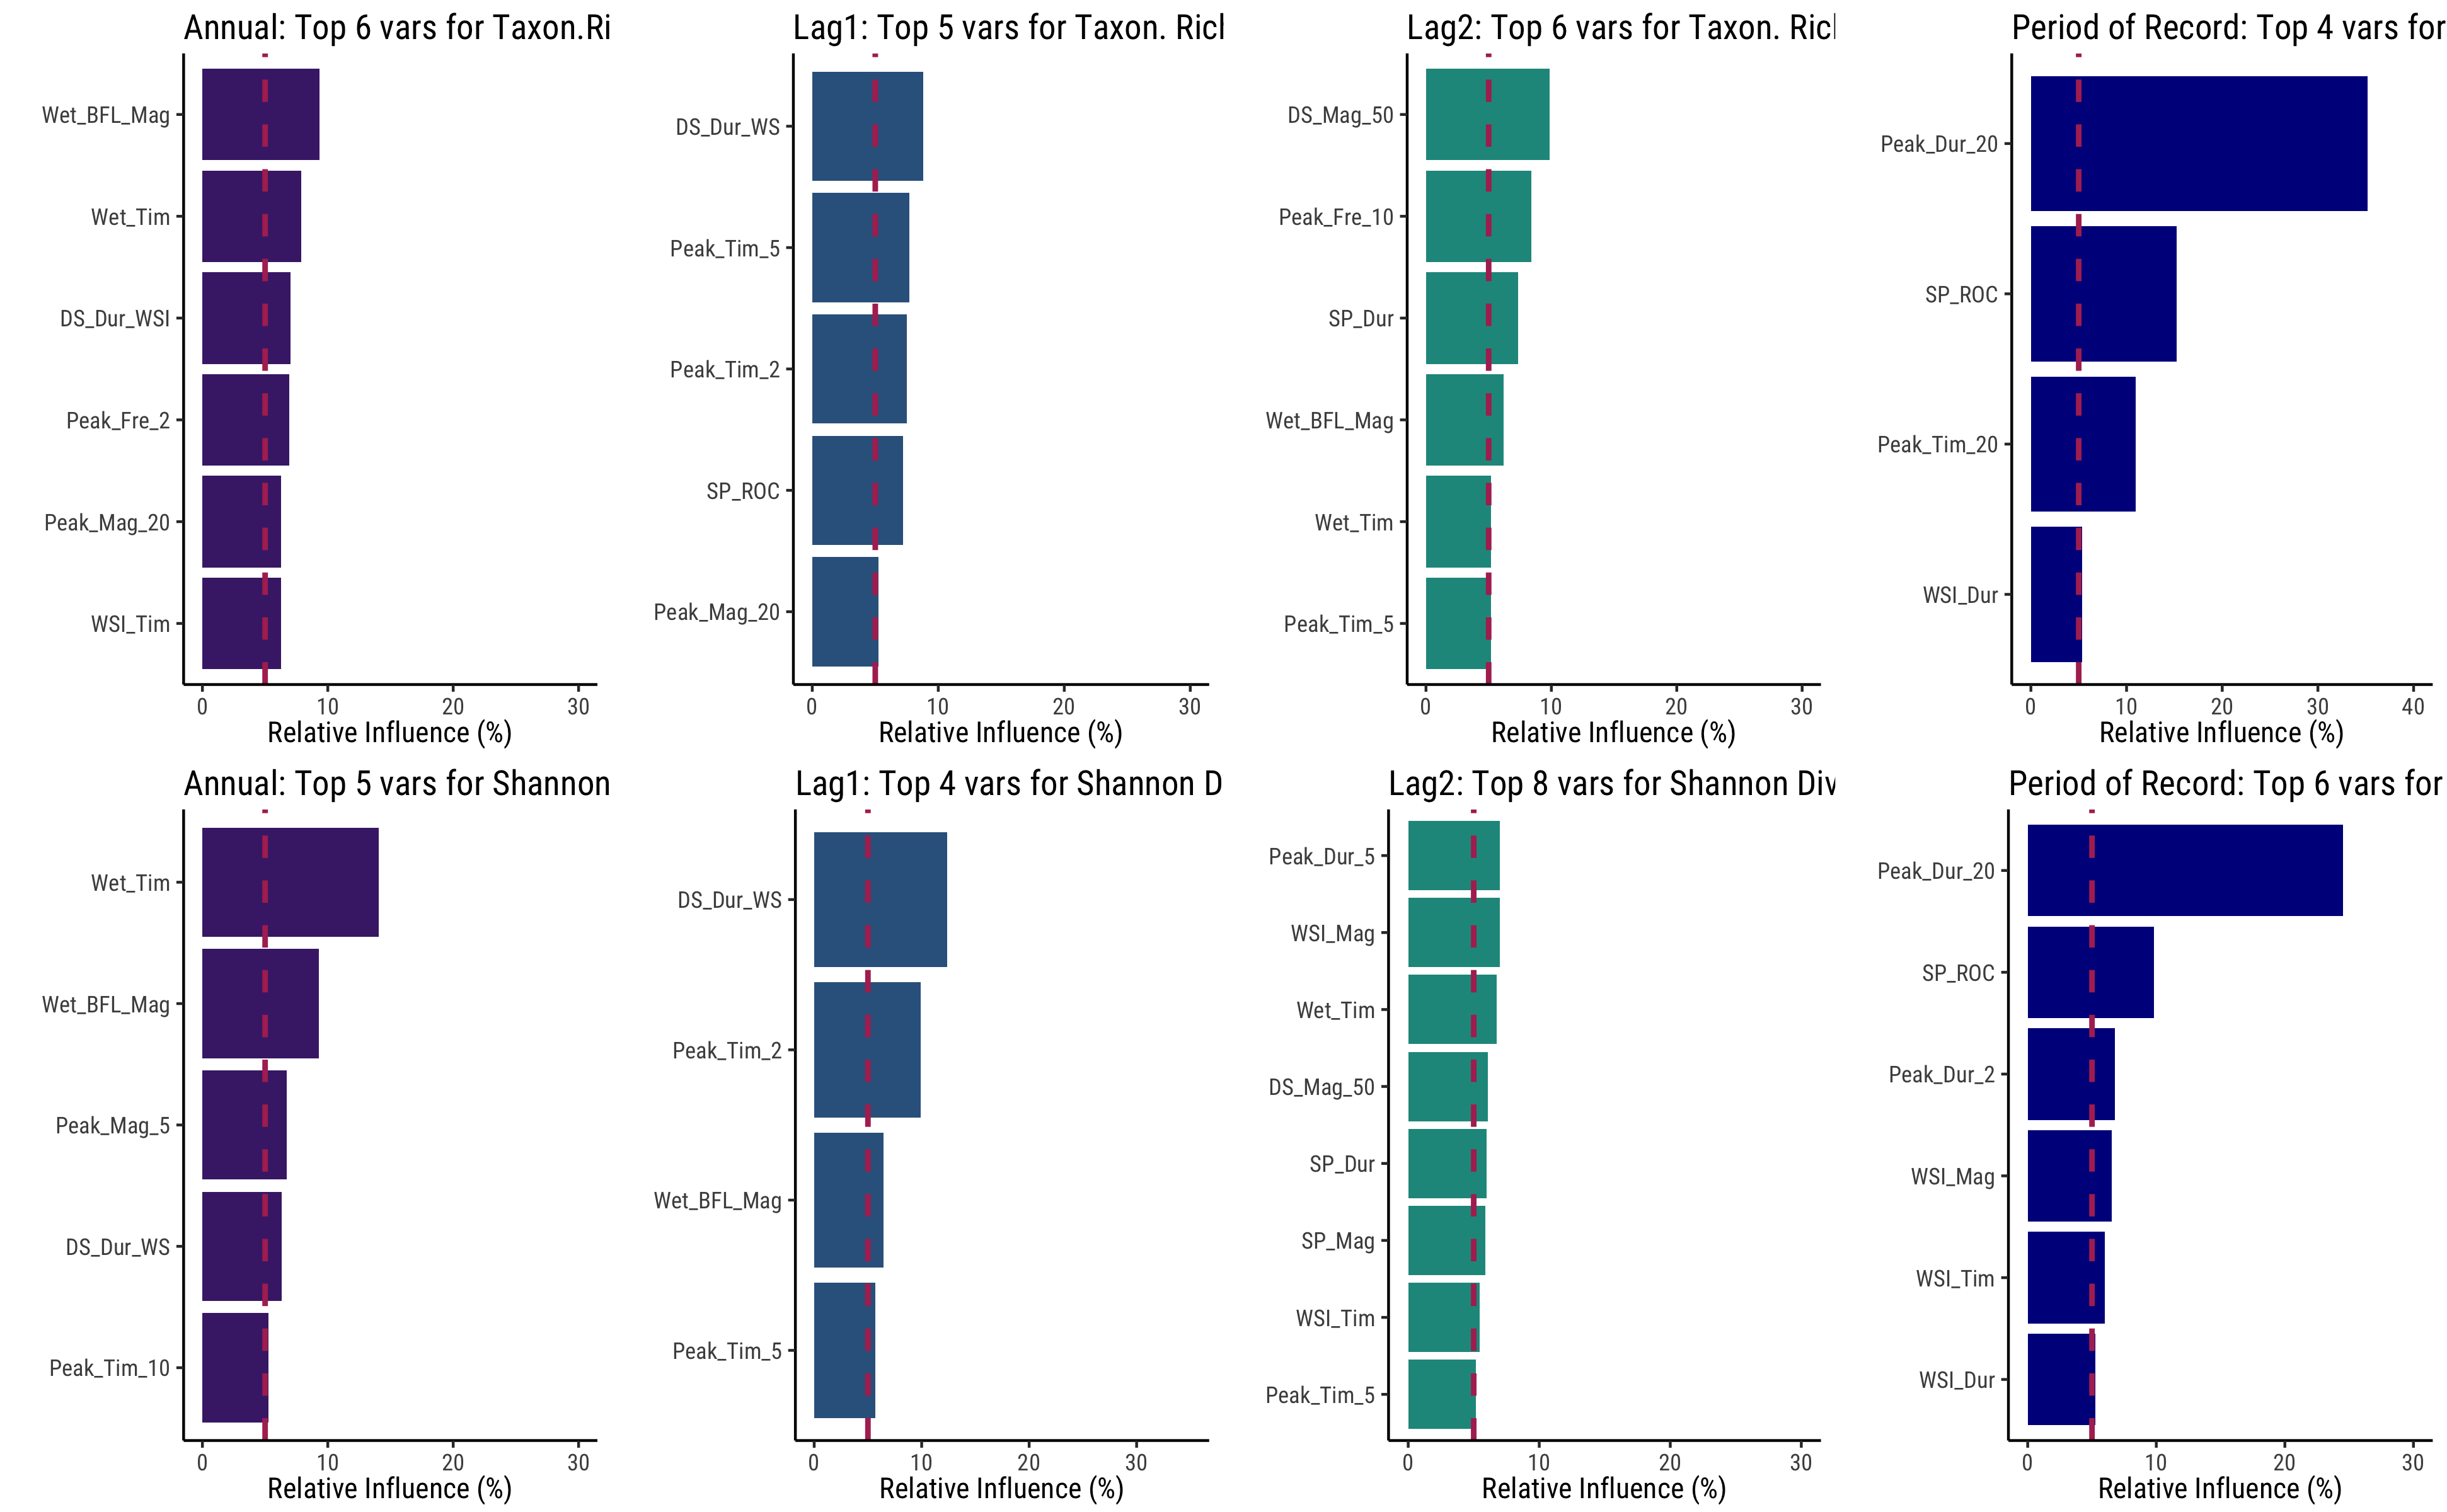 Annual: Top 6 vars for Taxon.Ri
Wet_BFL_Mag
Wet_Tim
DS_Dur_WSI
Peak_Fre_2
Peak_Mag_20
WSI_Tim
0 10 20 30
Relative Influence (%)
Lag1: Top 5 vars for Taxon. Ricl
DS_Dur_WS
Peak_Tim_5
Peak_Tim_2
SP_ROC
Peak_Mag_20
0 10 20 30
Relative Influence (%)
Lag2: Top 6 vars for Taxon. Ricl
DS_Mag_50
Peak_Fre_10
SP_Dur
Wet_BFL_Mag
Wet_Tim
Peak_Tim_5
0 10 20 30
Relative Influence (%)
Period of Record: Top 4 vars for
Peak_Dur_20
SP_ROC
Peak_Tim_20
WSI_Dur
0 10 20 30 40
Relative Influence (%)
Annual: Top 5 vars for Shannon
Wet_Tim
Wet_BFL_Mag
Peak_Mag_5
DS_Dur_WS
Peak_Tim_10
0 10 20 30
Relative Influence (%)
Lag1: Top 4 vars for Shannon D
DS_Dur_WS
Peak_Tim_2
Wet_BFL_Mag
Peak_Tim_5
0 10 20 30
Relative Influence (%)
Lag2: Top 8 vars for Shannon Div
Peak_Dur_5
WSI_Mag
Wet_Tim
DS_Mag_50
SP_Dur
SP_Mag
WSI_Tim
Peak_Tim_5
0 10 20 30
Relative Influence (%)
Period of Record: Top 6 vars for
Peak_Dur_20
SP_ROC
Peak_Dur_2
WSI_Mag
WSI_Tim
WSI_Dur
0 10 20 30
Relative Influence (%)